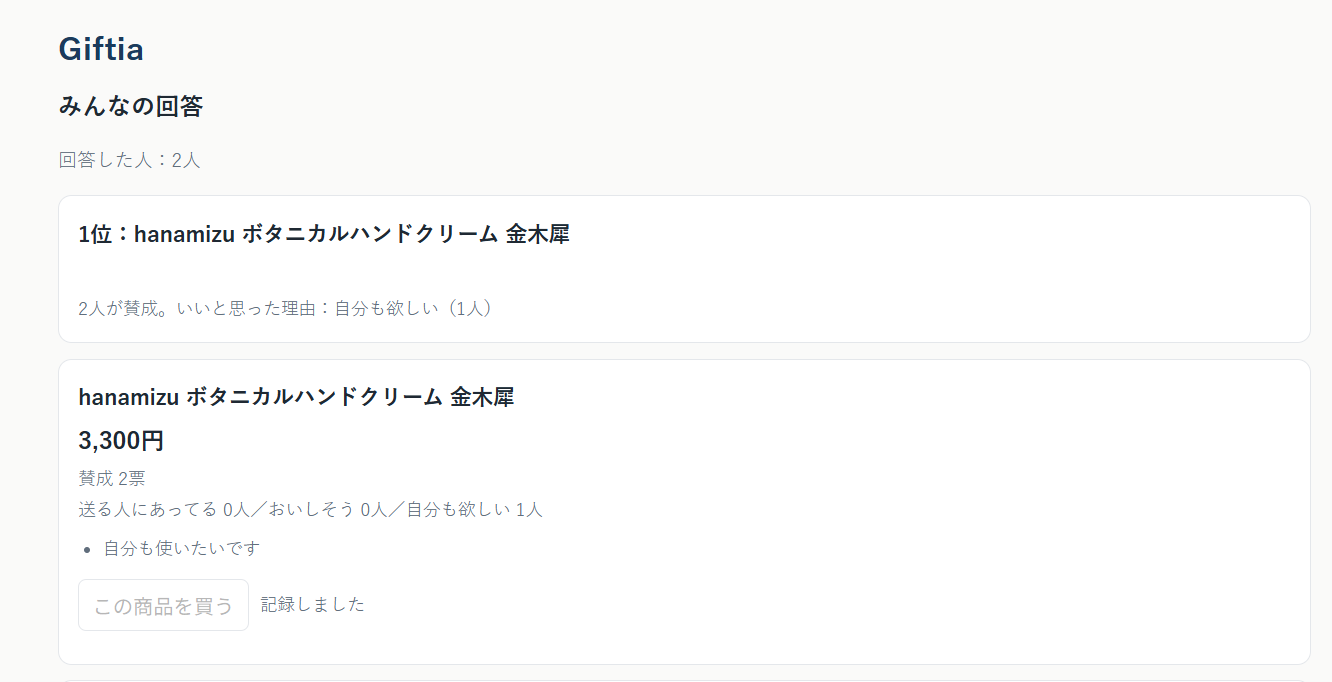 Giftia
みんなの回答
回答した人：2人
1位：hanamizu ボタニカルハンドクリーム 金木犀
2人が賛成。いいと思った理由：自分も欲しい（1人）
hanamizu ボタニカルハンドクリーム 金木犀
3,300円
賛成 2票
送る人にあってる 0人／おいしそう 0人／自分も欲しい 1人
• 自分も使いたいです
この商品を買う 記録しました